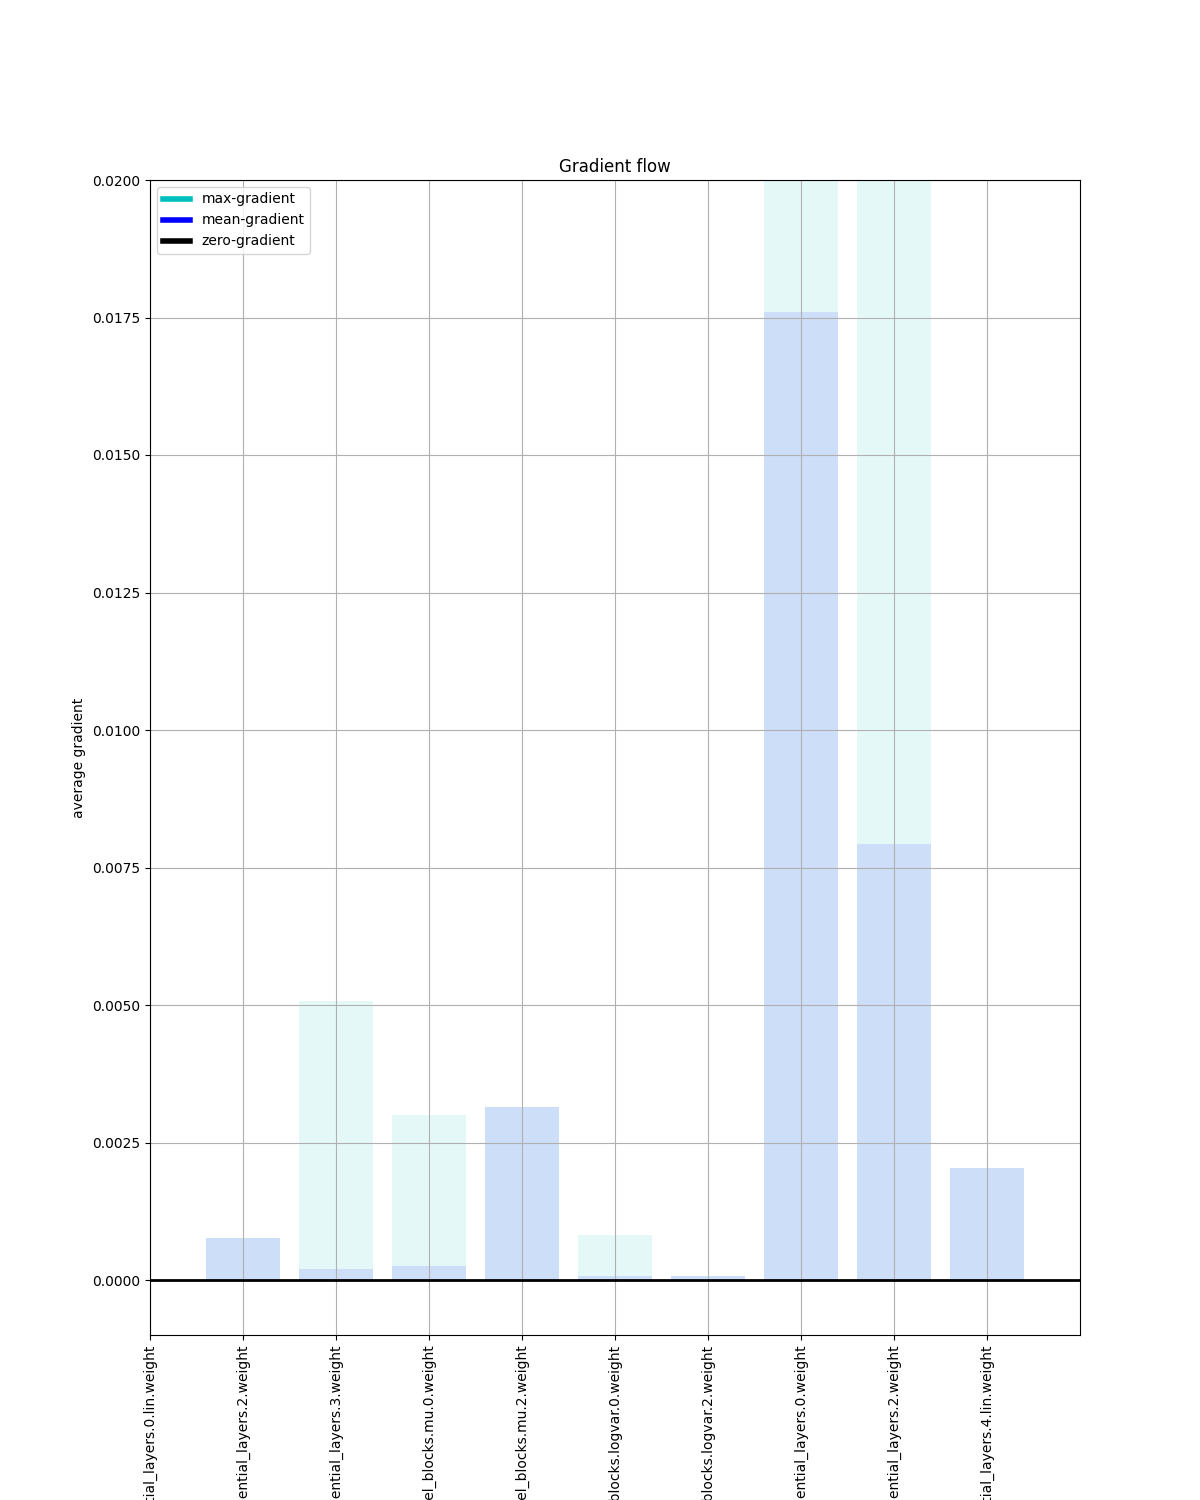 Gradient flow
max-gradient
mean-gradient
zero-gradient
0.0200
0.0175
0.0150
0.0125
0.0100
0.0075
0.0050
0.0025
0.0000
average gradient
tial_layers.0.lin.weight
ential_layers.2.weight
ential_layers.3.weight
el_blocks.mu.0.weight
el_blocks.mu.2.weight
blocks.logvar.0.weight
blocks.logvar.2.weight
ential_layers.0.weight
ential_layers.2.weight
tial_layers.4.lin.weight